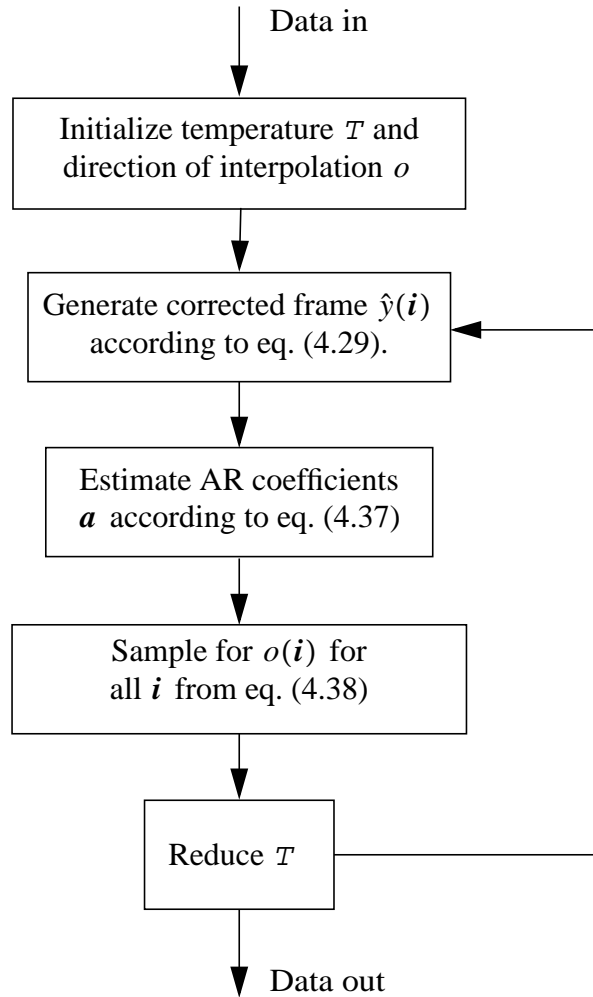 Data in
Initialize temperature T and
direction of interpolation o
Generate corrected frame ŷ(i)
according to eq. (4.29).
Estimate AR coefficients
a according to eq. (4.37)
Sample for o(i) for
all i from eq. (4.38)
Reduce T
Data out